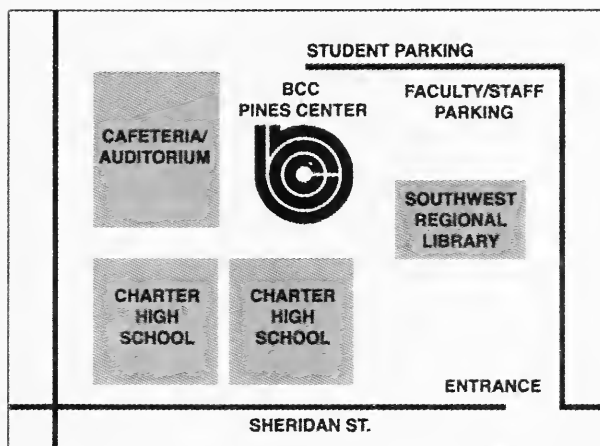 STUDENT PARKING
BCC
PINES CENTER
FACULTY/STAFF
PARKING
CAFETERIA/
AUDITORIUM
SOUTHWEST
REGIONAL
LIBRARY
CHARTER
HIGH
SCHOOL
CHARTER
HIGH
SCHOOL
ENTRANCE
SHERIDAN ST.